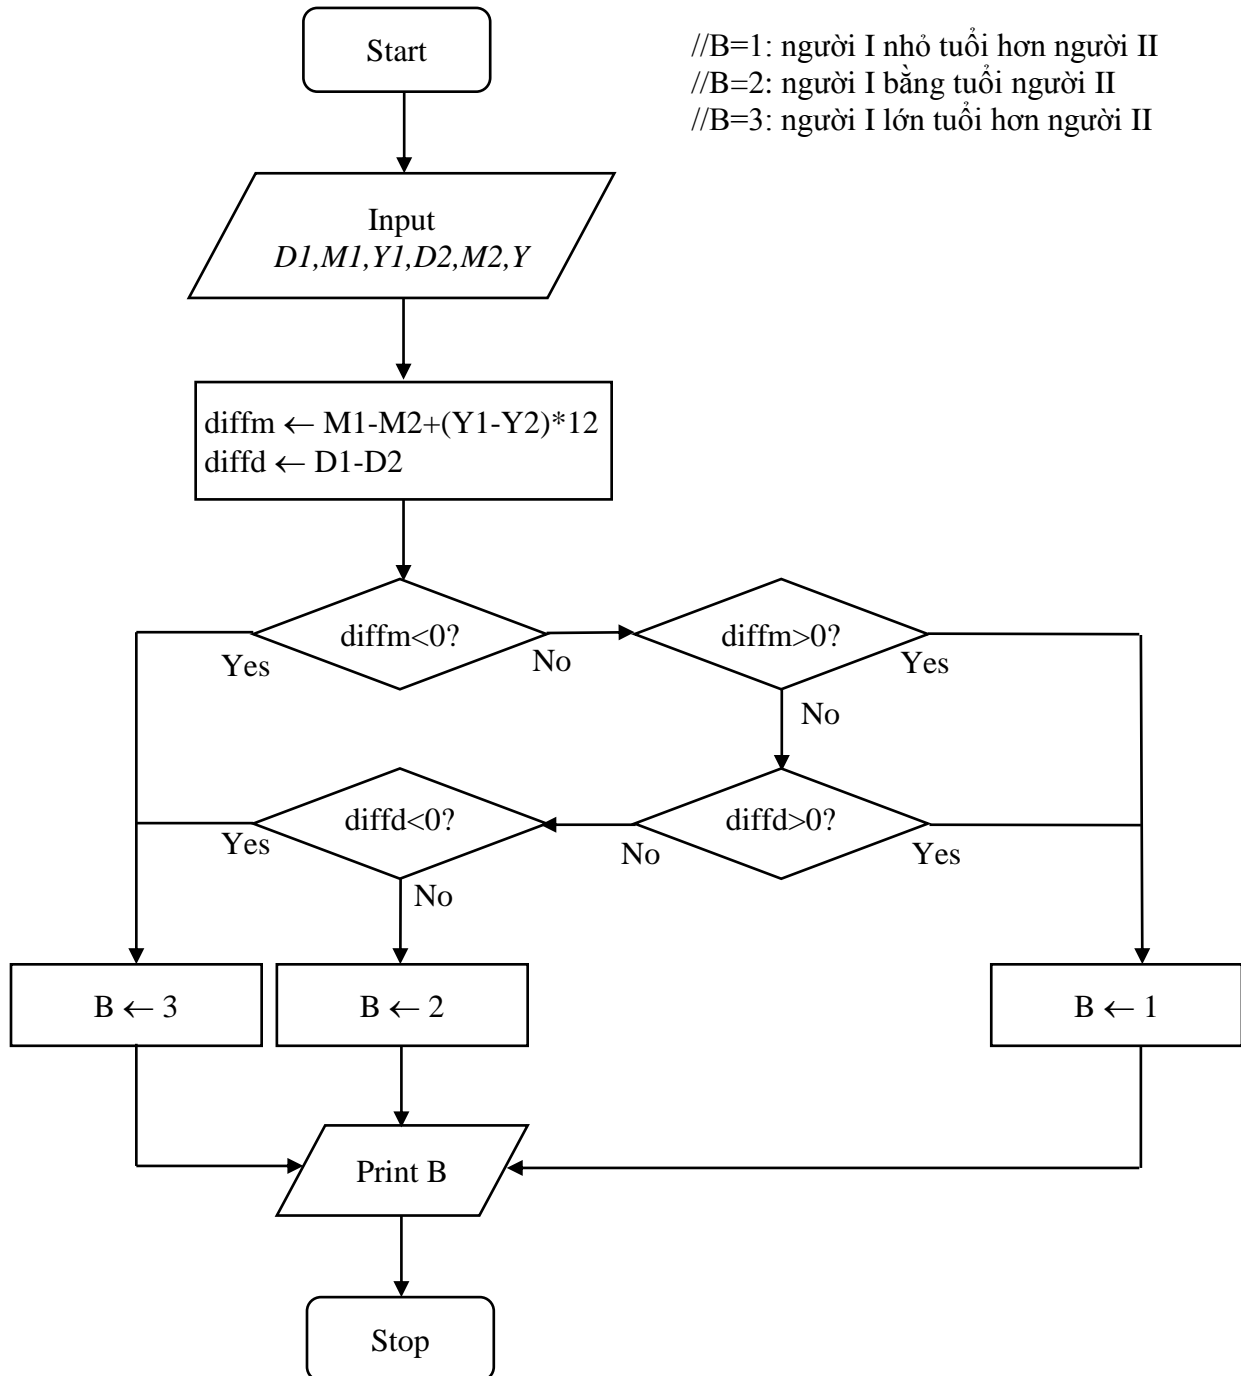 Start
//B=1: người I nhỏ tuổi hơn người II
//B=2: người I bằng tuổi người II
//B=3: người I lớn tuổi hơn người II
Input
D1,M1,Y1,D2,M2,Y
diffm ← M1-M2+(Y1-Y2)*12
diffd ← D1-D2
diffm<0?
diffm>0?
Yes
No
Yes
No
diffd<0?
diffd>0?
Yes
No
Yes
No
B ← 3
B ← 2
B ← 1
Print B
Stop